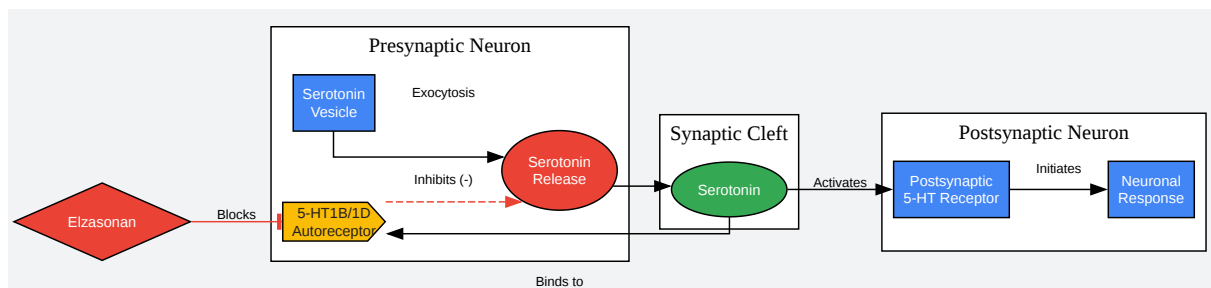 Presynaptic Neuron
Serotonin
Vesicle
Exocytosis
Serotonin
Release
Inhibits (-)
Elzasonan
Blocks
5-HT1B/1D
Autoreceptor
Binds to
Synaptic Cleft
Serotonin
Activates
Postsynaptic Neuron
Postsynaptic
5-HT Receptor
Initiates
Neuronal
Response